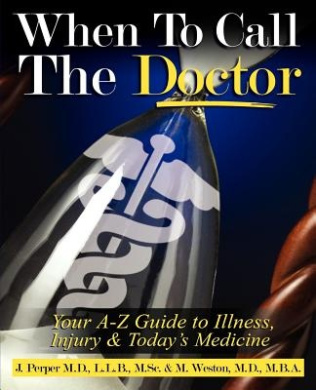 When To Call
The Doctor
Your A-Z Guide to Illness,
Injury & Today's Medicine
J. Perper M.D., L.L.B., M.Sc. & M. Weston, M.D., M.B.A.